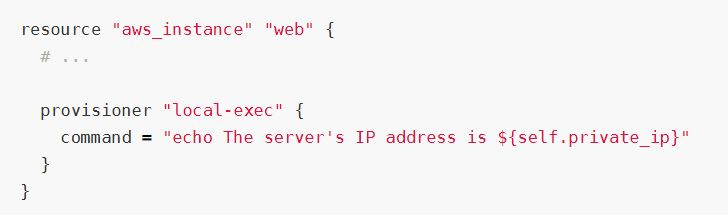 resource "aws_instance" "web" {
  # ...

  provisioner "local-exec" {
    command = "echo The server's IP address is ${self.private_ip}"
  }
}